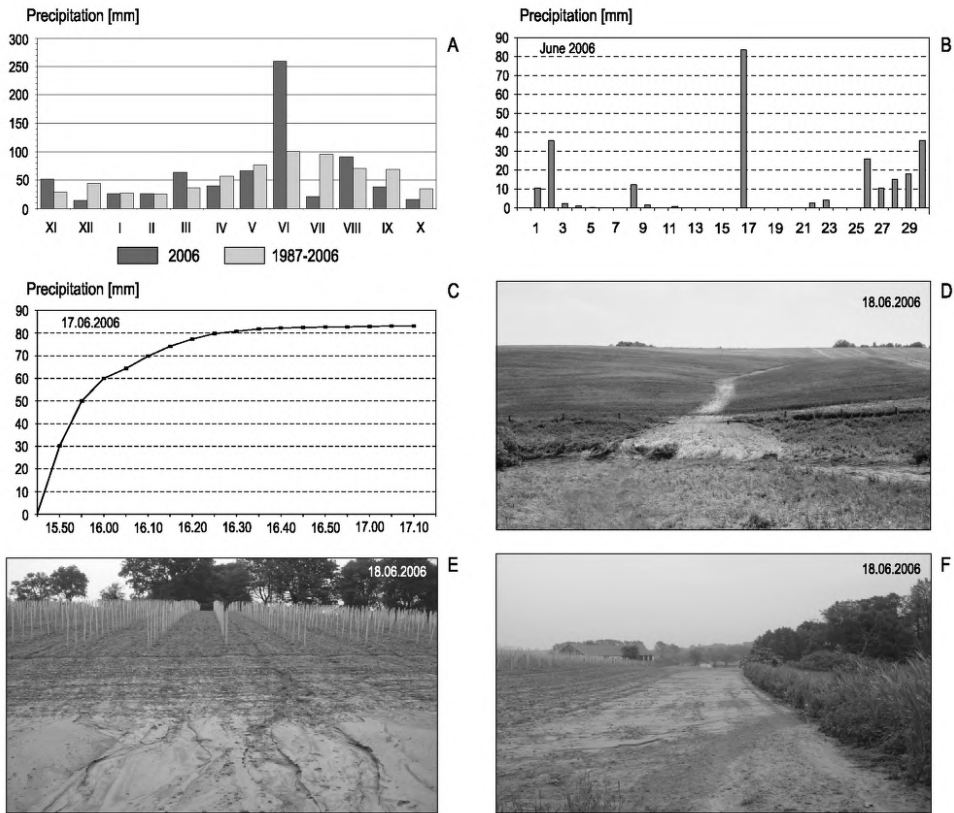 Precipitation [mm]
A
300
250
200
150
100
50
0
XI XII I II III IV V VI VII VIII IX X
2006 1987-2006
Precipitation [mm]
B
June 2006
90
80
70
60
50
40
30
20
10
0
1 3 5 7 9 11 13 15 17 19 21 23 25 27 29
Precipitation [mm]
C
17.06.2006
90
80
70
60
50
40
30
20
10
0
15.50 16.00 16.10 16.20 16.30 16.40 16.50 17.00 17.10
D
18.06.2006
E
18.06.2006
F
18.06.2006